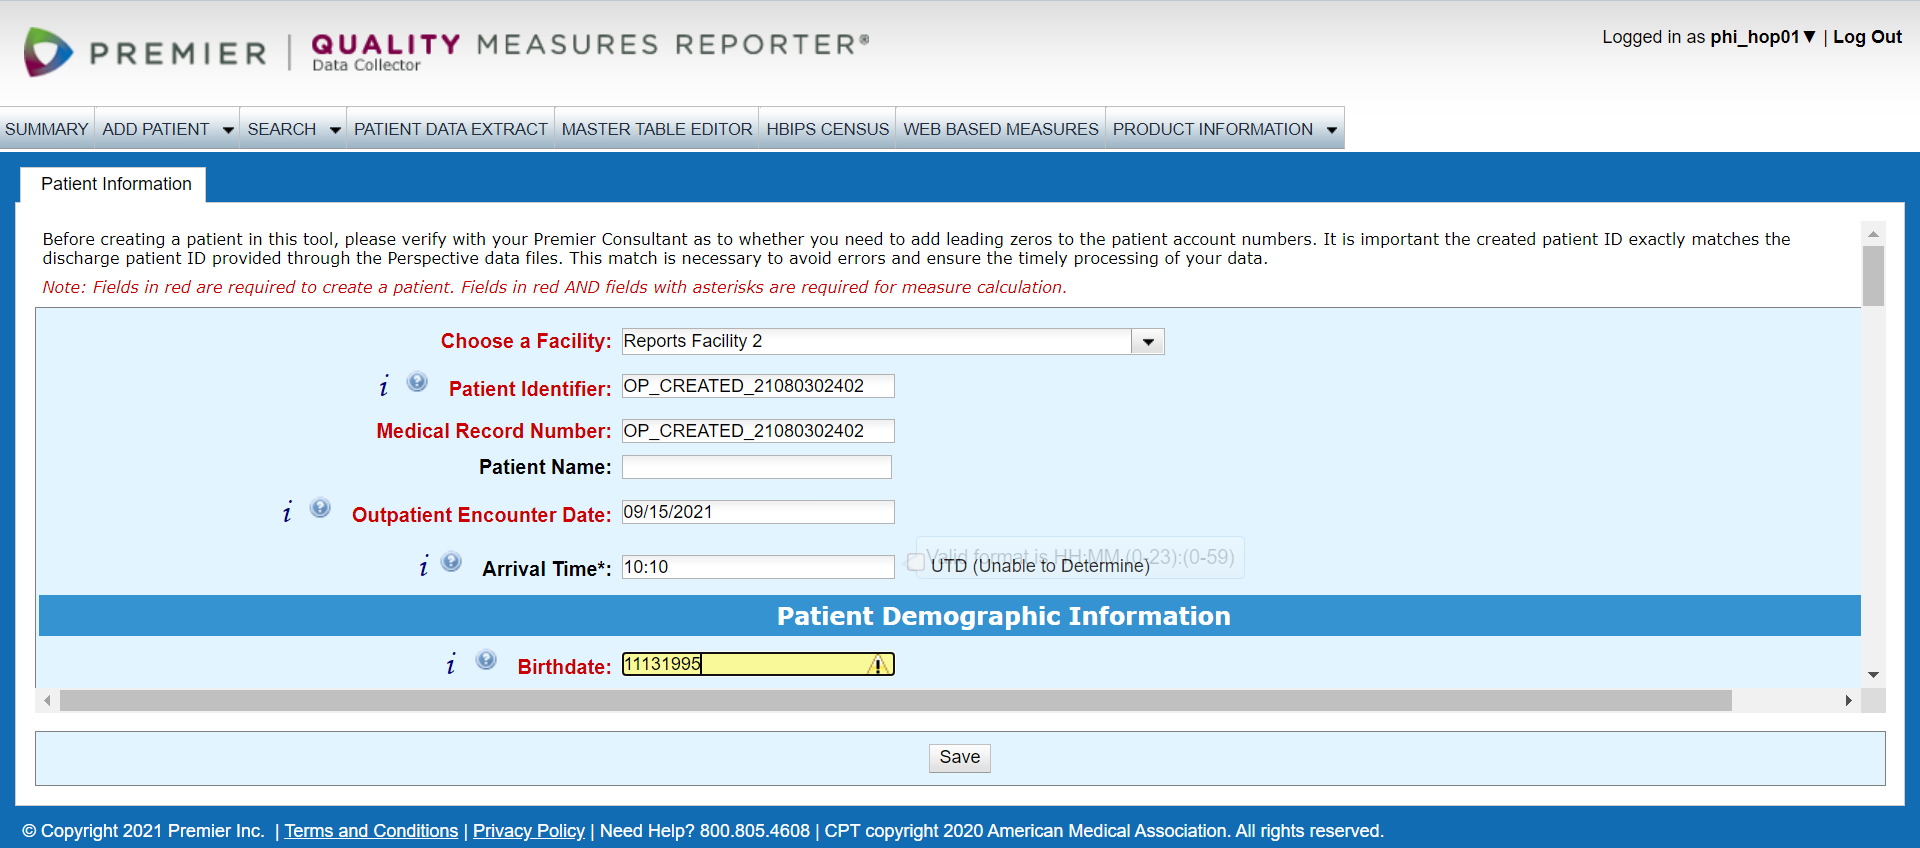 PREMIER | QUALITY MEASURES REPORTER®
Data Collector
Logged in as phi_hop01▼ | Log Out
SUMMARY ADD PATIENT SEARCH PATIENT DATA EXTRACT MASTER TABLE EDITOR HBIPS CENSUS WEB BASED MEASURES PRODUCT INFORMATION
Patient Information
Before creating a patient in this tool, please verify with your Premier Consultant as to whether you need to add leading zeros to the patient account numbers. It is important the created patient ID exactly matches the
discharge patient ID provided through the Perspective data files. This match is necessary to avoid errors and ensure the timely processing of your data.
Note: Fields in red are required to create a patient. Fields in red AND fields with asterisks are required for measure calculation.
Choose a Facility: Reports Facility 2
i ? Patient Identifier: OP_CREATED_21080302402
Medical Record Number: OP_CREATED_21080302402
Patient Name:
i ? Outpatient Encounter Date: 09/15/2021
Valid format is HH:MM (0-23):(0-59)
i ? Arrival Time*: 10:10 UTD (Unable to Determine)
Patient Demographic Information
i ? Birthdate: 11131995
Save
© Copyright 2021 Premier Inc. | Terms and Conditions | Privacy Policy | Need Help? 800.805.4608 | CPT copyright 2020 American Medical Association. All rights reserved.